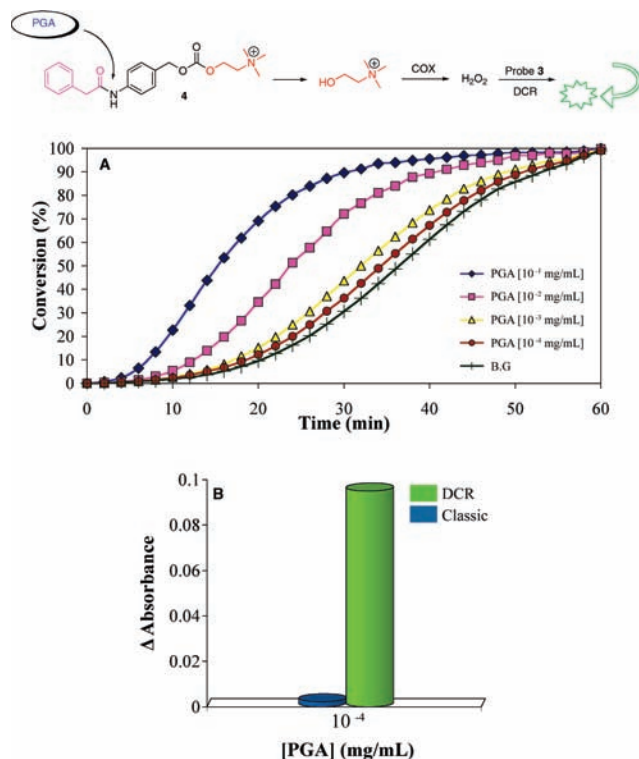 PGA
O
O
O
O
N
H
N
⊕
4
HO
N
⊕
COX
H₂O₂
Probe 3
DCR
A
Conversion (%)
100
90
80
70
60
50
40
30
20
10
0
PGA [10⁻¹ mg/mL]
PGA [10⁻² mg/mL]
PGA [10⁻³ mg/mL]
PGA [10⁻⁴ mg/mL]
B.G
0 10 20 30 40 50 60
Time (min)
B
Δ Absorbance
0.1
0.08
0.06
0.04
0.02
0
DCR
Classic
10⁻⁴
[PGA] (mg/mL)